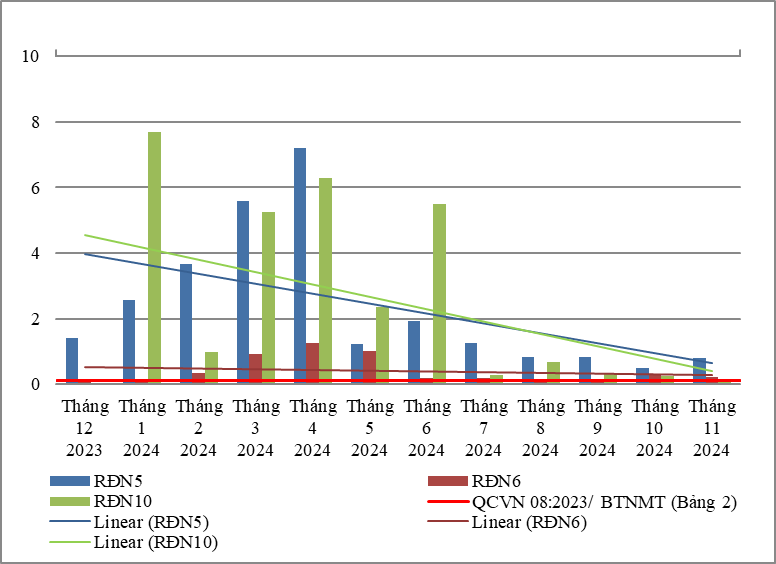 10
8
6
4
2
0
Tháng 12 2023
Tháng 1 2024
Tháng 2 2024
Tháng 3 2024
Tháng 4 2024
Tháng 5 2024
Tháng 6 2024
Tháng 7 2024
Tháng 8 2024
Tháng 9 2024
Tháng 10 2024
Tháng 11 2024
RĐN5
RĐN6
RĐN10
QCVN 08:2023/ BTNMT (Bảng 2)
Linear (RĐN5)
Linear (RĐN6)
Linear (RĐN10)